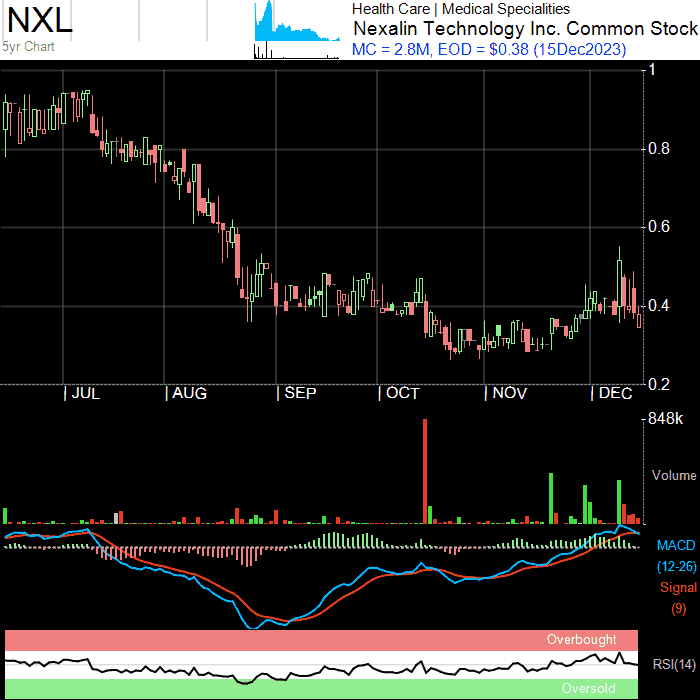 NXL
5yr Chart
Health Care | Medical Specialities
Nexalin Technology Inc. Common Stock
MC = 2.8M, EOD = $0.38 (15Dec2023)
1
0.8
0.6
0.4
0.2
| JUL | AUG | SEP | OCT | NOV | DEC
848k
Volume
MACD
(12-26)
Signal
(9)
Overbought
RSI(14)
Oversold